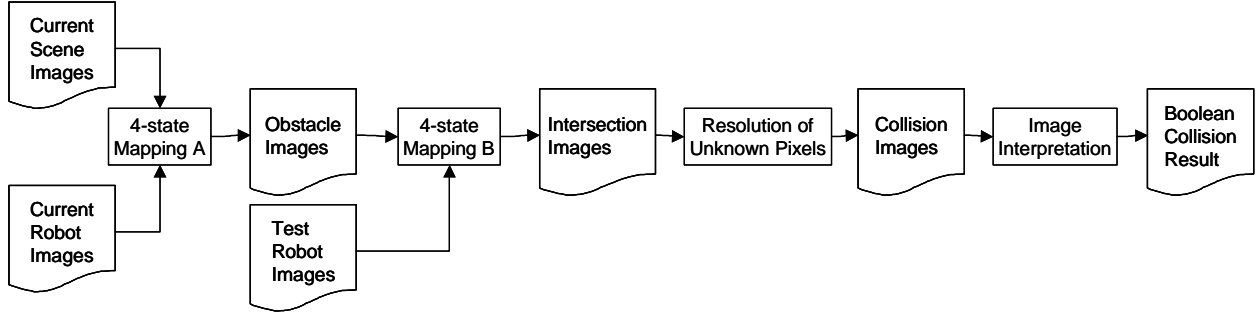 Current
Scene
Images
4-state
Mapping A
Current
Robot
Images
Obstacle
Images
Test
Robot
Images
4-state
Mapping B
Intersection
Images
Resolution of
Unknown Pixels
Collision
Images
Image
Interpretation
Boolean
Collision
Result